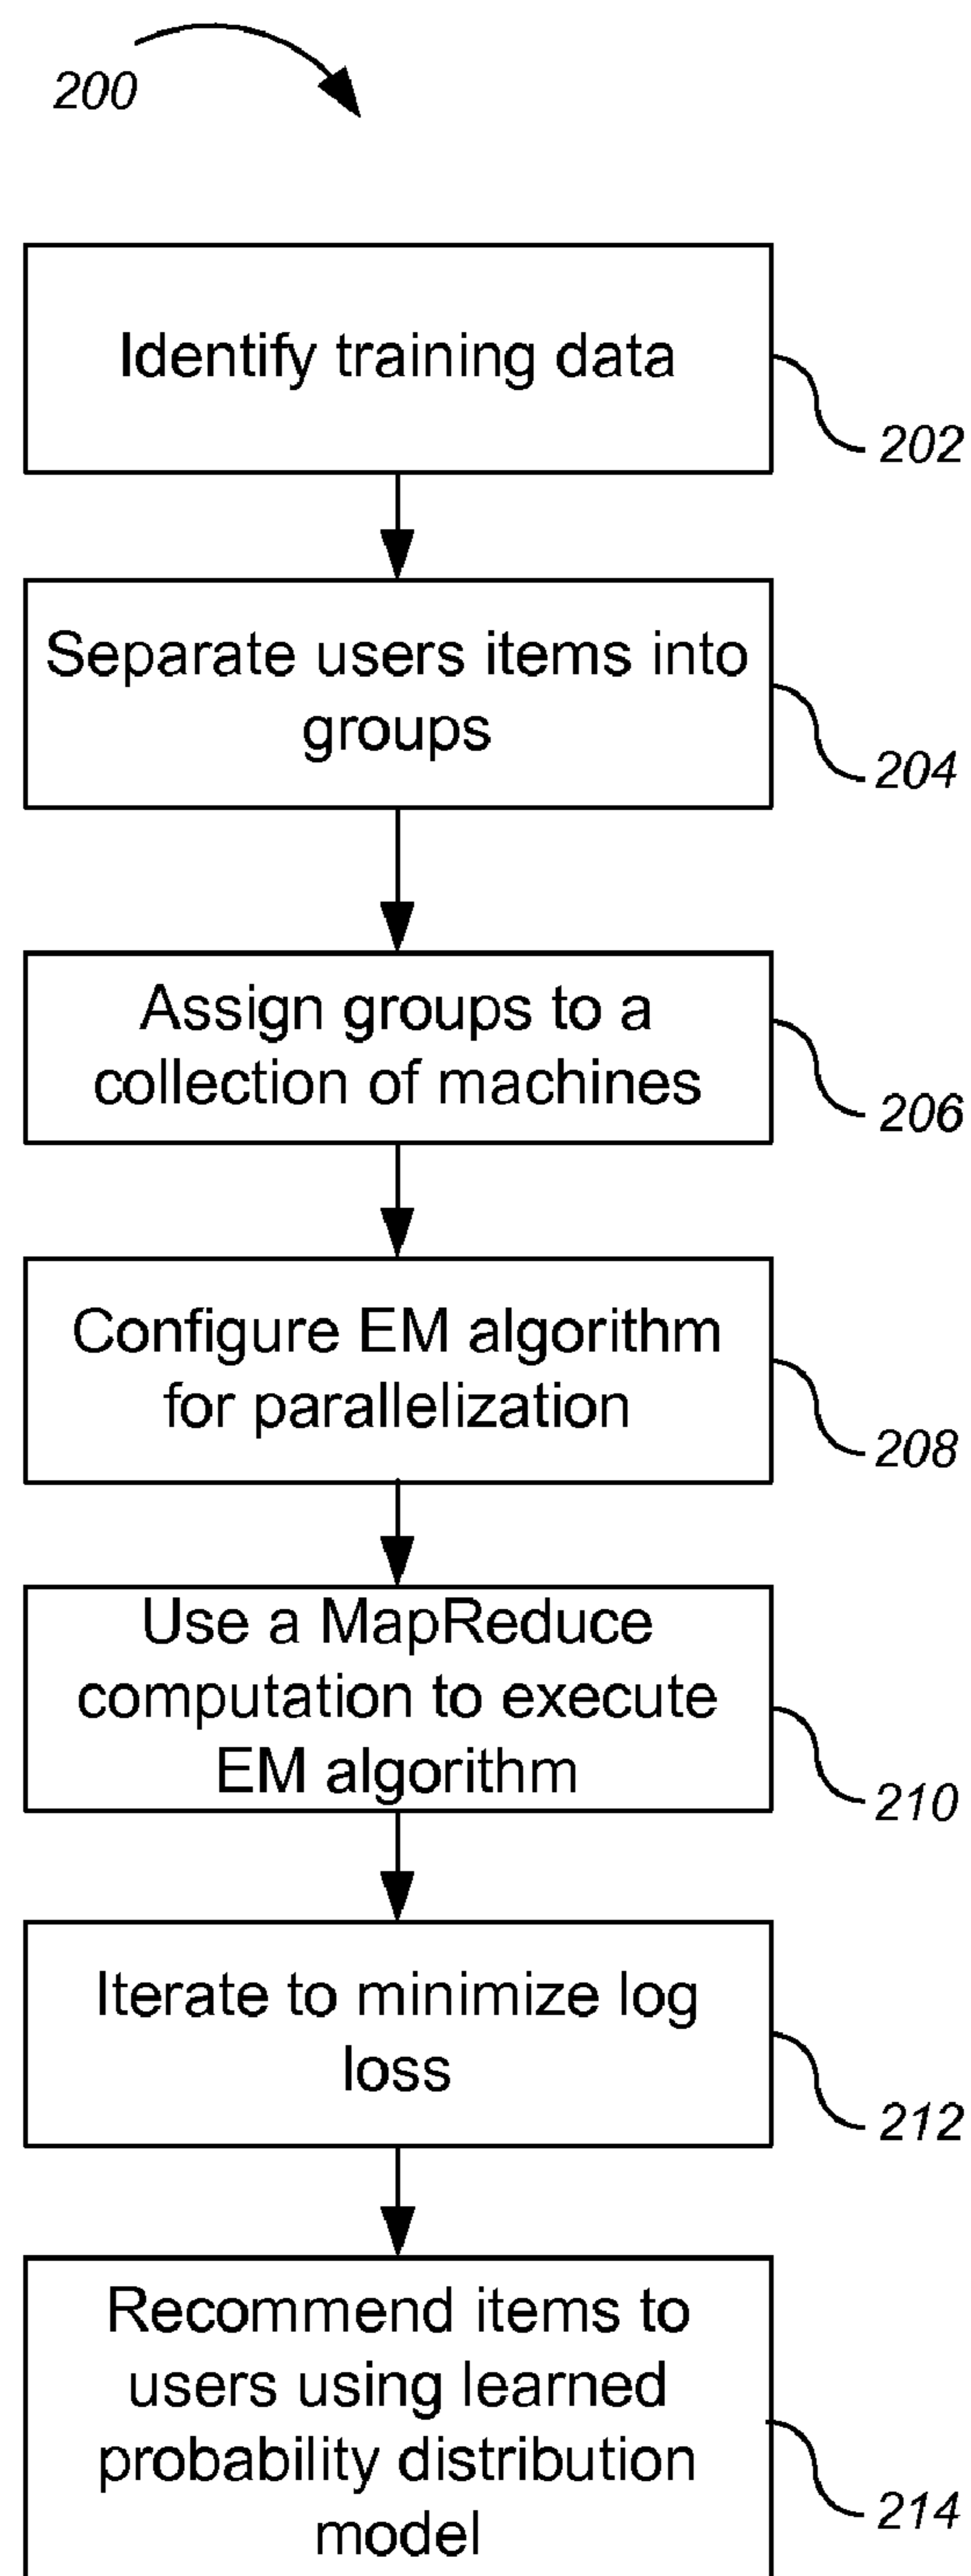 200
Identify training data
202
Separate users items into
groups
204
Assign groups to a
collection of machines
206
Configure EM algorithm
for parallelization
208
Use a MapReduce
computation to execute
EM algorithm
210
Iterate to minimize log
loss
212
Recommend items to
users using learned
probability distribution
model
214